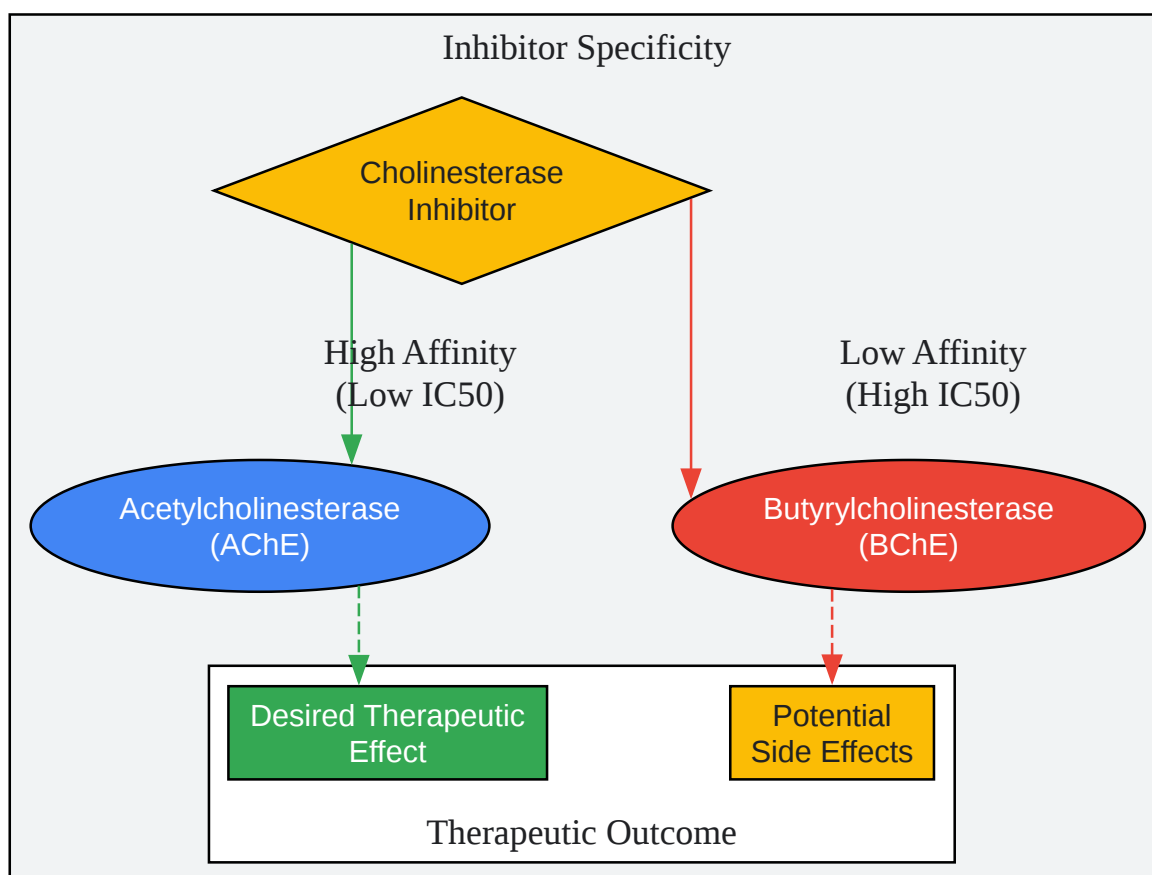 Inhibitor Specificity
Cholinesterase
Inhibitor
High Affinity
(Low IC50)
Low Affinity
(High IC50)
Acetylcholinesterase
(AChE)
Butyrylcholinesterase
(BChE)
Desired Therapeutic
Effect
Potential
Side Effects
Therapeutic Outcome